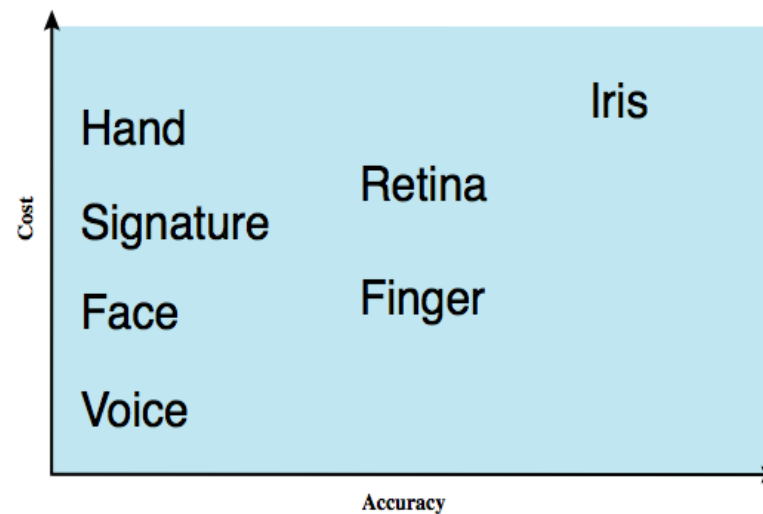 Iris
Hand
Retina
Signature
Finger
Face
Voice
Cost
Accuracy